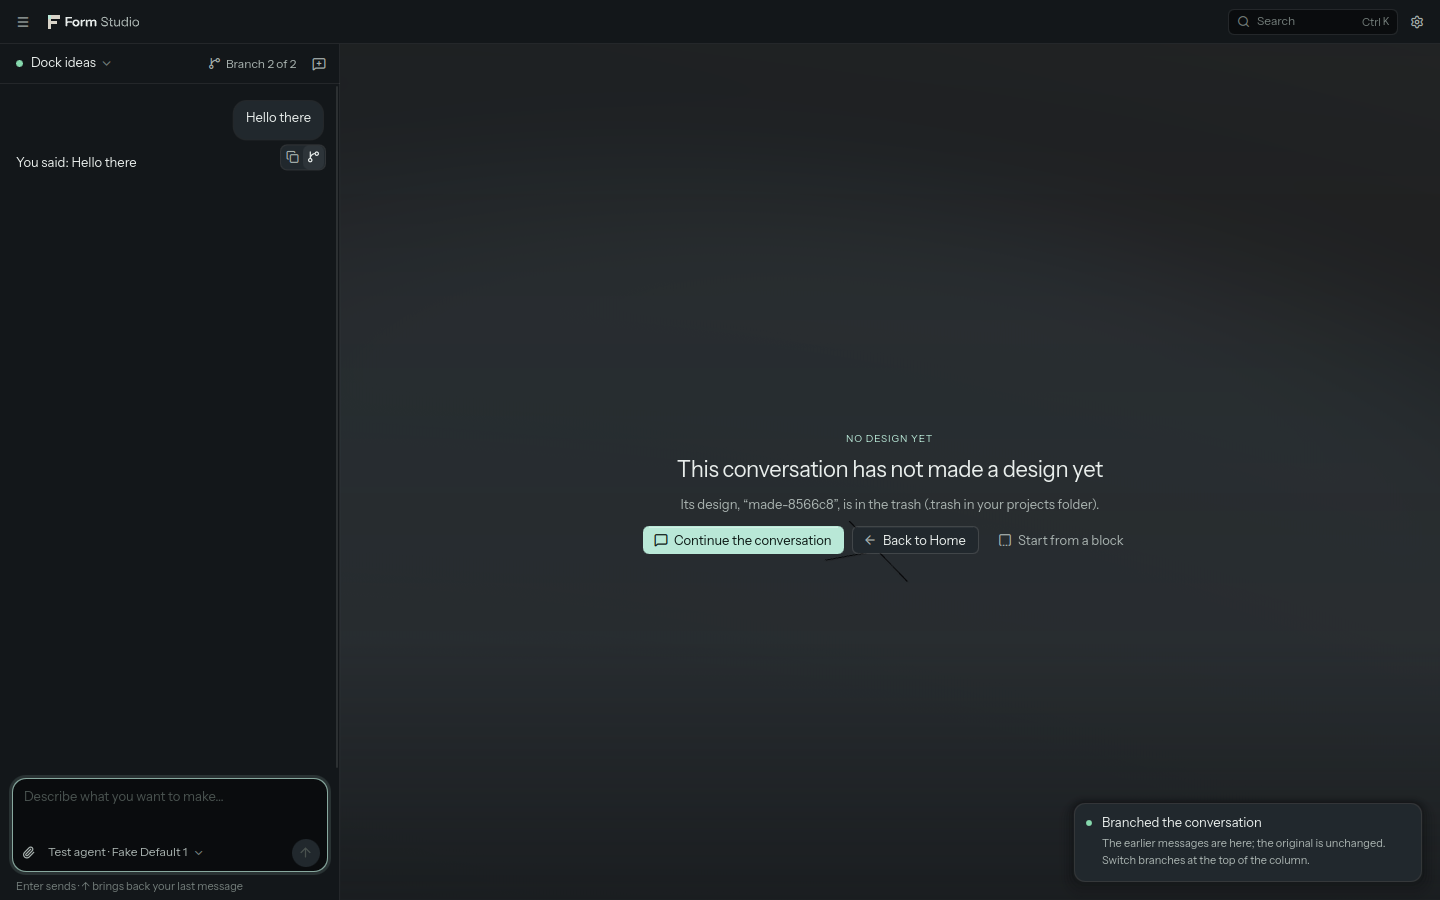 Form Studio
Search Ctrl K
Dock ideas
Branch 2 of 2
Hello there
You said: Hello there
NO DESIGN YET
This conversation has not made a design yet
Its design, “made-8566c8”, is in the trash (.trash in your projects folder).
Continue the conversation
Back to Home
Start from a block
Describe what you want to make...
Test agent · Fake Default 1
Enter sends · ↑ brings back your last message
Branched the conversation
The earlier messages are here; the original is unchanged.
Switch branches at the top of the column.